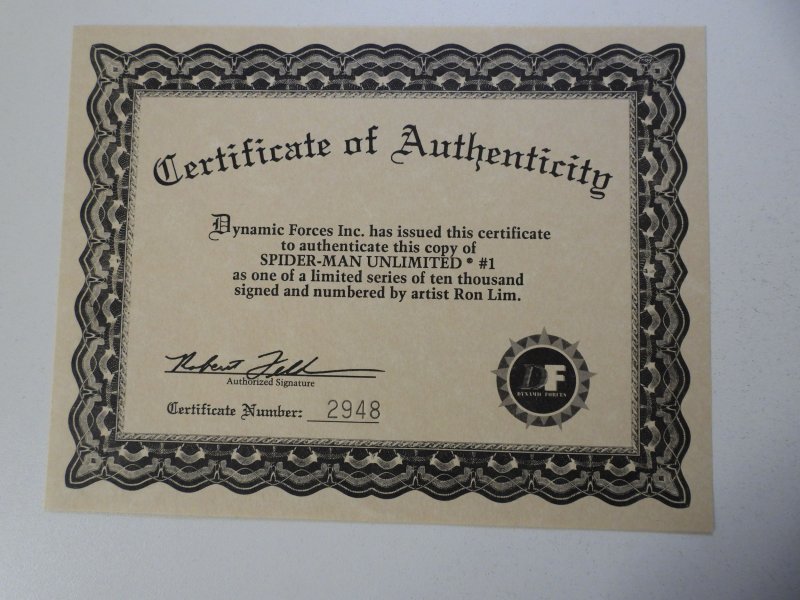 Certificate of Authenticity
Dynamic Forces Inc. has issued this certificate
to authenticate this copy of
SPIDER-MAN UNLIMITED® #1
as one of a limited series of ten thousand
signed and numbered by artist Ron Lim.
Robert Fell
Authorized Signature
Certificate Number: 2948
DF
DYNAMIC FORCES